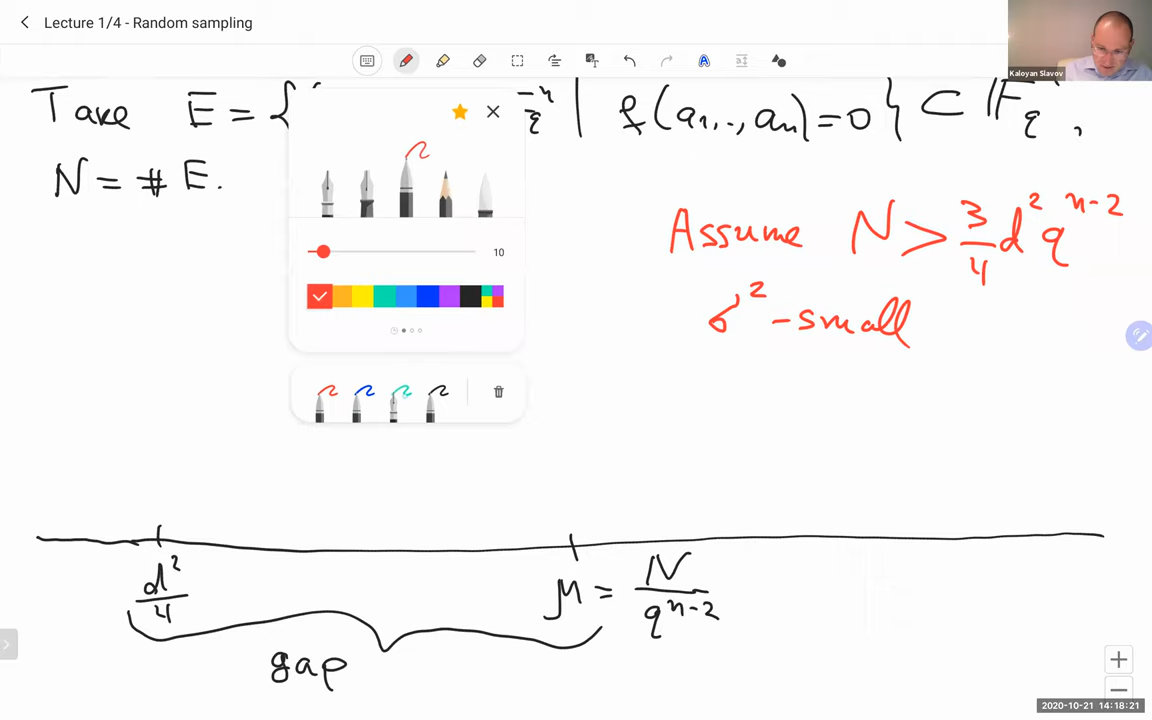 Lecture 1/4 - Random sampling
Kaloyan Slavov
Take E = { q^-n | f(a1,..,an)=0 } ⊂ Fq^n,
N = # E.
Assume N > 3/4 d² q^n-2
σ² - small
10
d²/4
μ = N/q^n-2
gap
2020-10-21 14:18:21